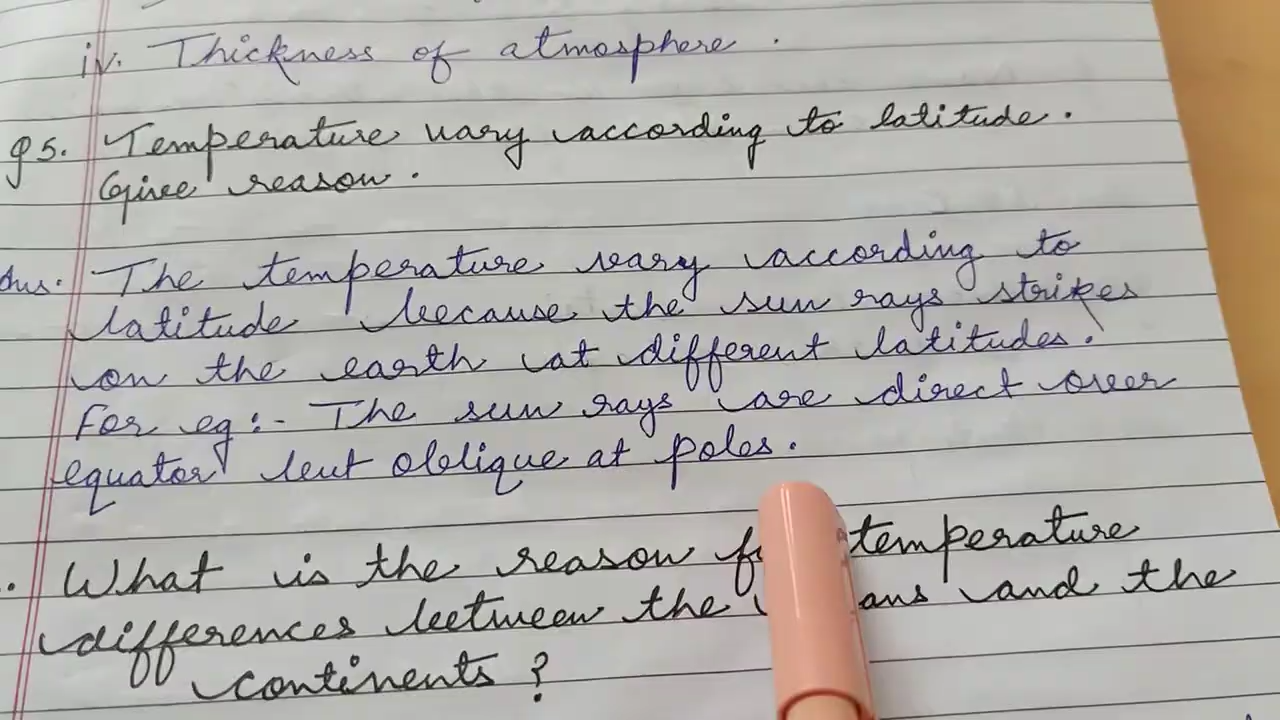 iv. Thickness of atmosphere.
Q5. Temperature vary according to latitude.
Give reason.
Ans. The temperature vary according to
latitude because the sun rays strikes
on the earth at different latitudes.
For eg:- The sun rays are direct over
equator but oblique at poles.
What is the reason temperature
differences between the and the
continents?